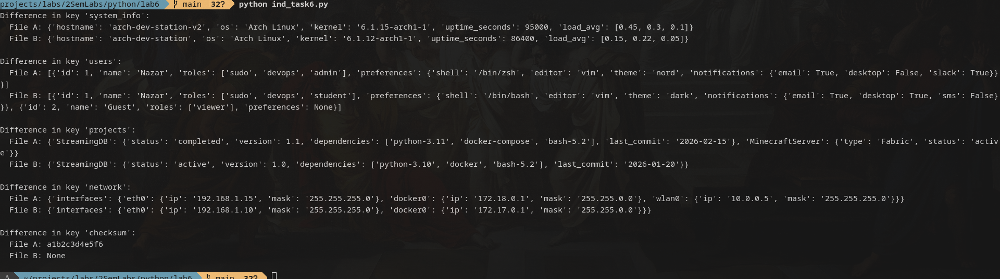 projects/labs/2SemLabs/python/lab6 main 32? python ind_task6.py
Difference in key 'system_info':
  File A: {'hostname': 'arch-dev-station-v2', 'os': 'Arch Linux', 'kernel': '6.1.15-arch1-1', 'uptime_seconds': 95000, 'load_avg': [0.45, 0.3, 0.1]}
  File B: {'hostname': 'arch-dev-station', 'os': 'Arch Linux', 'kernel': '6.1.12-arch1-1', 'uptime_seconds': 86400, 'load_avg': [0.15, 0.22, 0.05]}

Difference in key 'users':
  File A: [{'id': 1, 'name': 'Nazar', 'roles': ['sudo', 'devops', 'admin'], 'preferences': {'shell': '/bin/zsh', 'editor': 'vim', 'theme': 'nord', 'notifications': {'email': True, 'desktop': False, 'slack': True}}
}]
  File B: [{'id': 1, 'name': 'Nazar', 'roles': ['sudo', 'devops', 'student'], 'preferences': {'shell': '/bin/bash', 'editor': 'vim', 'theme': 'dark', 'notifications': {'email': True, 'desktop': True, 'sms': False}
}}, {'id': 2, 'name': 'Guest', 'roles': ['viewer'], 'preferences': None}]

Difference in key 'projects':
  File A: {'StreamingDB': {'status': 'completed', 'version': 1.1, 'dependencies': ['python-3.11', 'docker-compose', 'bash-5.2'], 'last_commit': '2026-02-15'}, 'MinecraftServer': {'type': 'Fabric', 'status': 'activ
e'}}
  File B: {'StreamingDB': {'status': 'active', 'version': 1.0, 'dependencies': ['python-3.10', 'docker', 'bash-5.2'], 'last_commit': '2026-01-20'}}

Difference in key 'network':
  File A: {'interfaces': {'eth0': {'ip': '192.168.1.15', 'mask': '255.255.255.0'}, 'docker0': {'ip': '172.18.0.1', 'mask': '255.255.0.0'}, 'wlan0': {'ip': '10.0.0.5', 'mask': '255.255.255.0'}}}
  File B: {'interfaces': {'eth0': {'ip': '192.168.1.10', 'mask': '255.255.255.0'}, 'docker0': {'ip': '172.17.0.1', 'mask': '255.255.0.0'}}}

Difference in key 'checksum':
  File A: a1b2c3d4e5f6
  File B: None

~/projects/labs/2SemLabs/python/lab6 main 32?